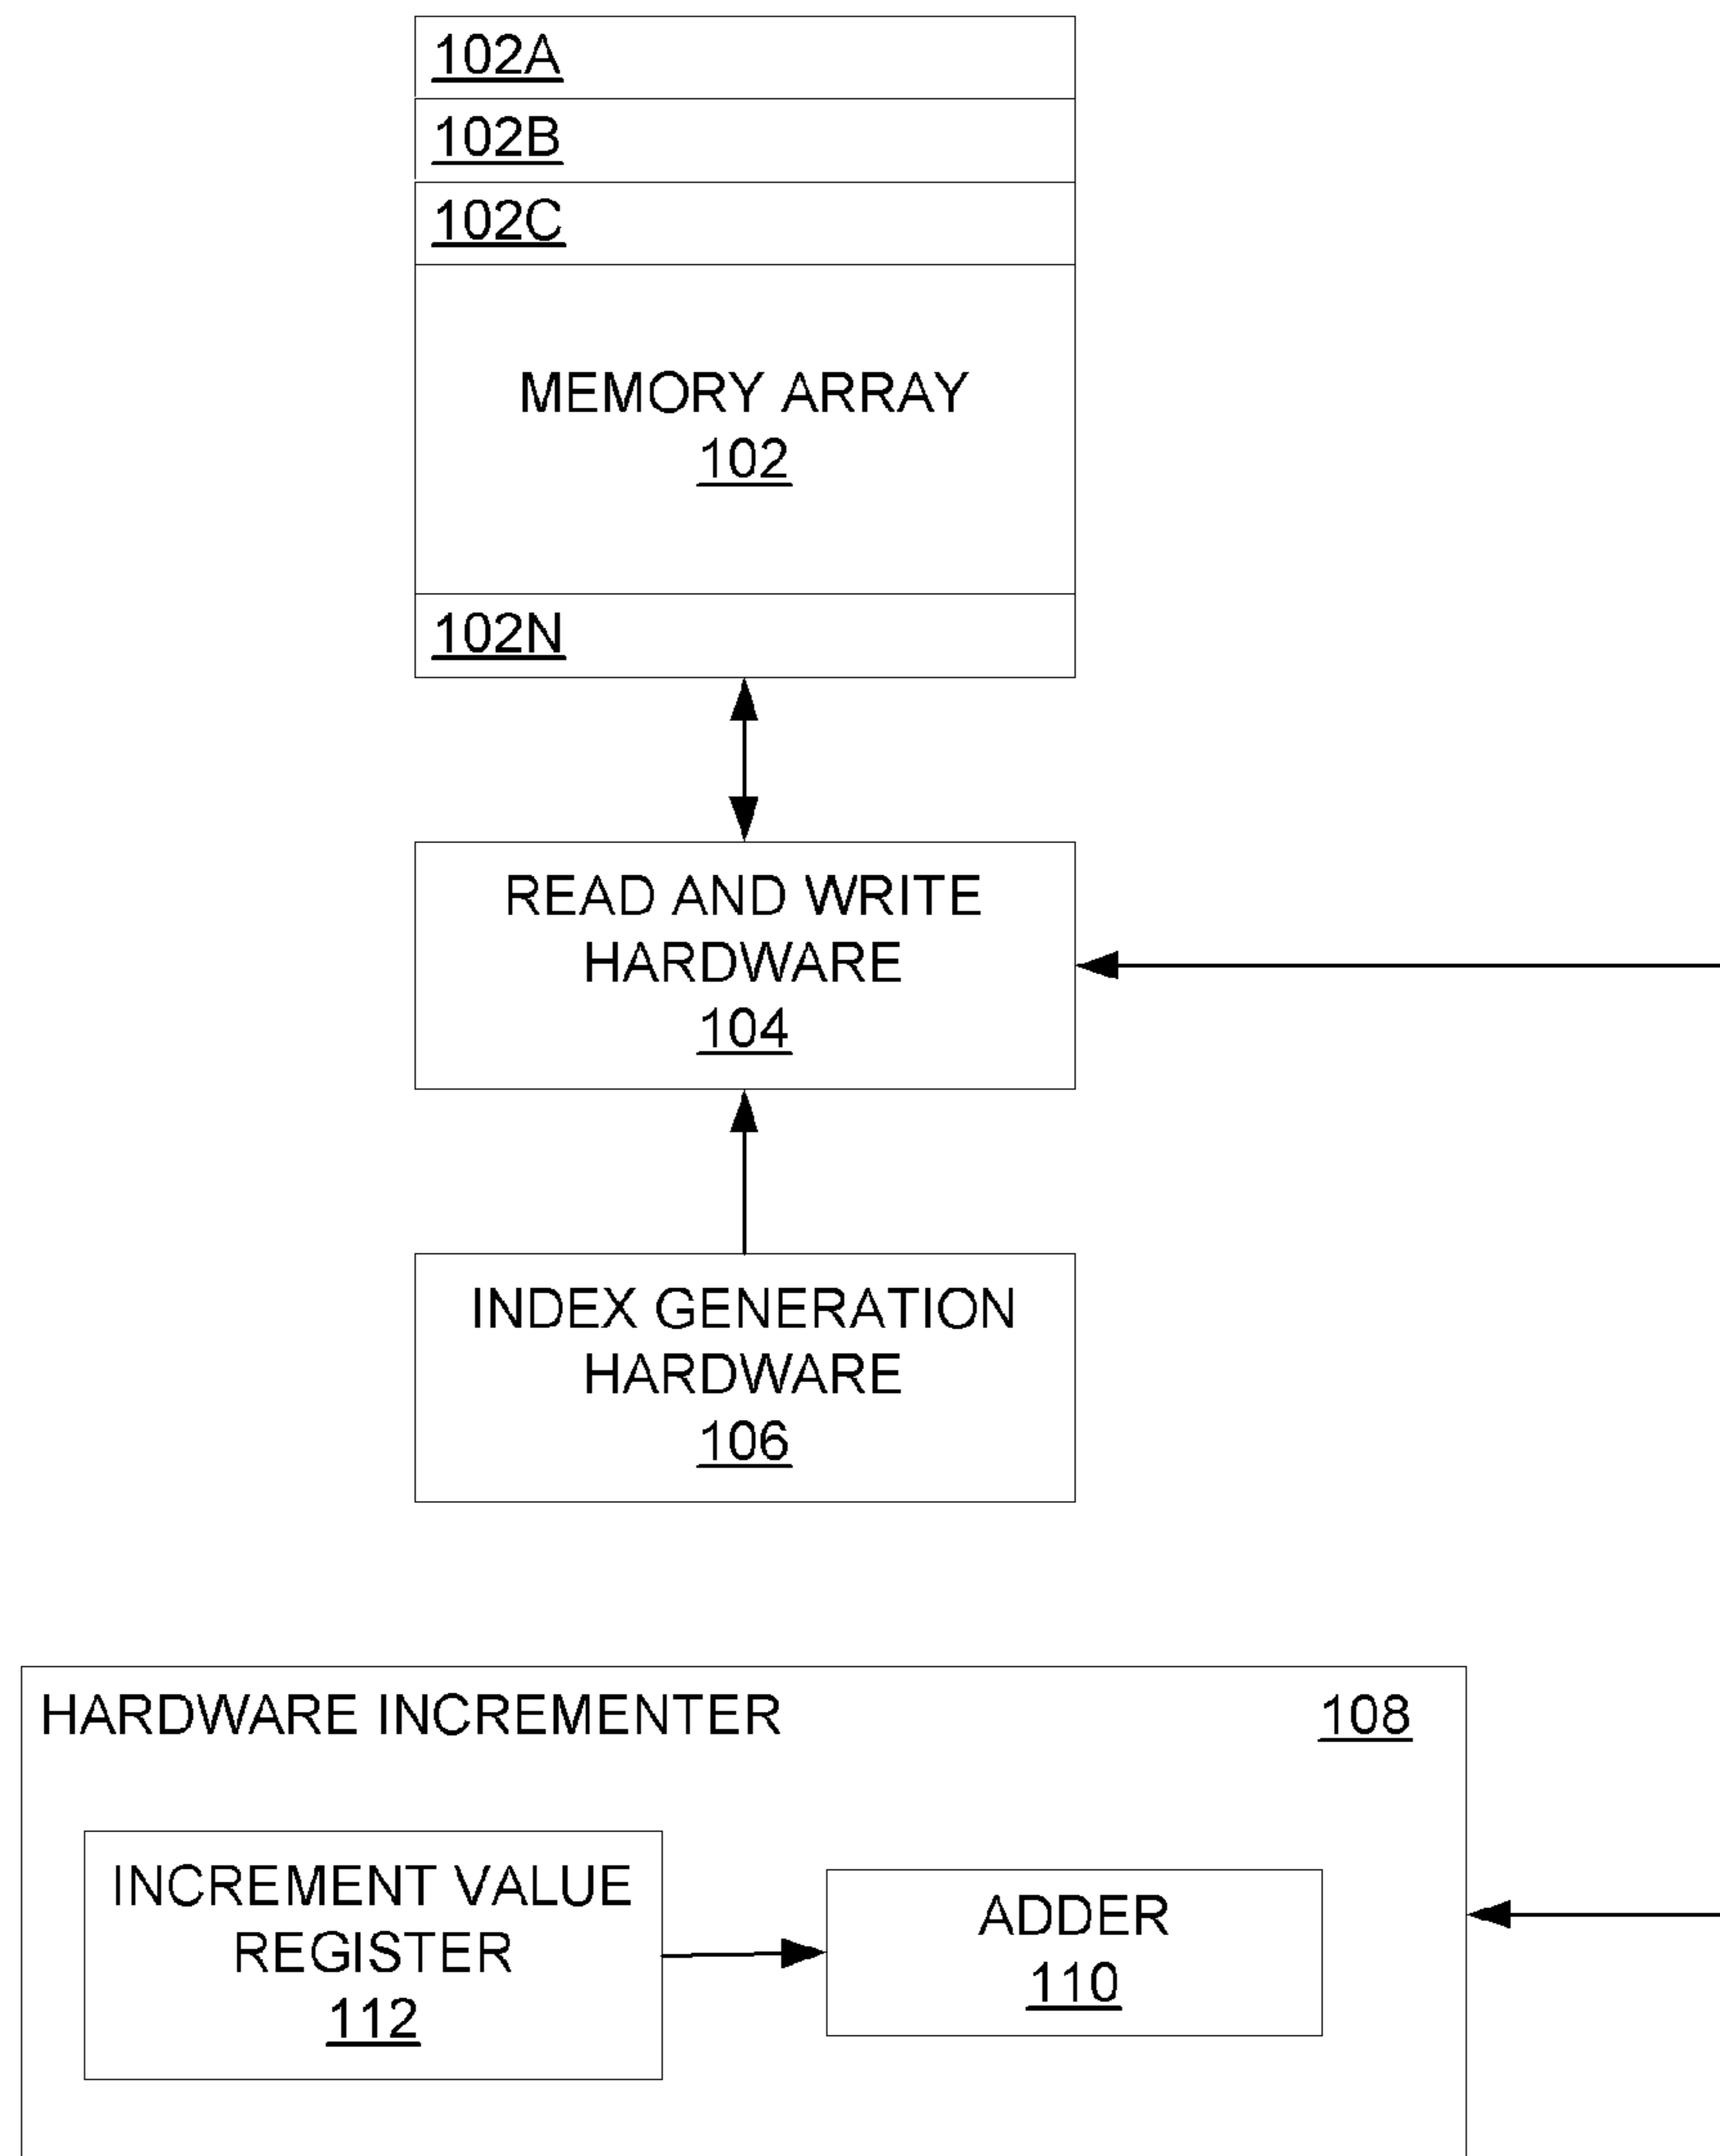 102A
102B
102C
MEMORY ARRAY
102
102N
READ AND WRITE
HARDWARE
104
INDEX GENERATION
HARDWARE
106
HARDWARE INCREMENTER
108
INCREMENT VALUE
REGISTER
112
ADDER
110